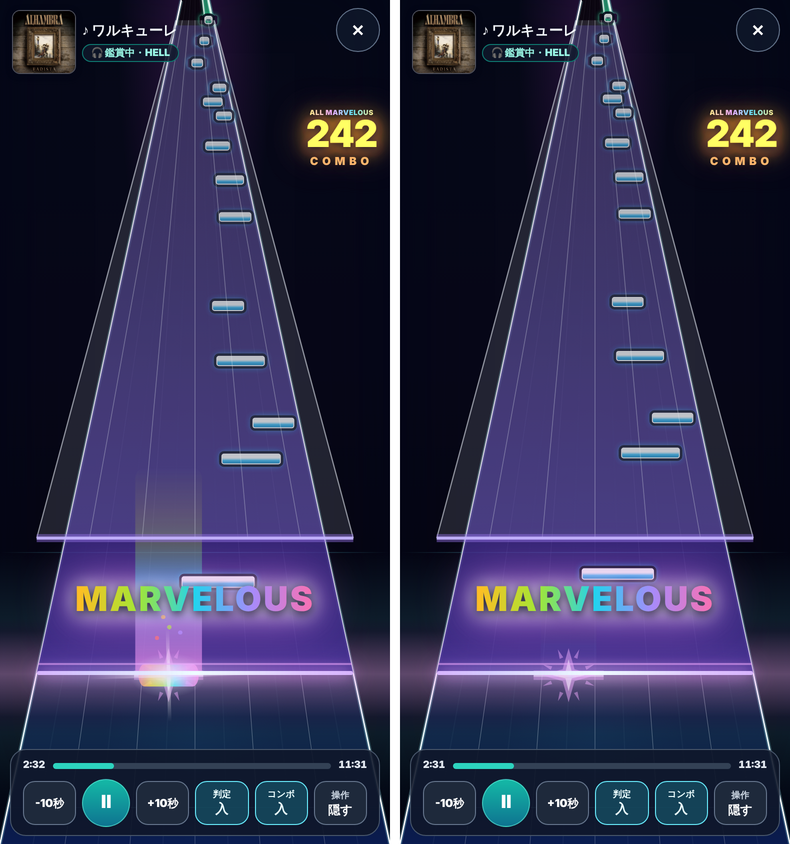 ALHAMBRA
♪ ワルキューレ
🎧 鑑賞中・HELL
×
ALL MARVELOUS
242
COMBO
MARVELOUS
2:32
11:31
-10秒
+10秒
判定
入
コンボ
入
操作
隠す
ALHAMBRA
♪ ワルキューレ
🎧 鑑賞中・HELL
×
ALL MARVELOUS
242
COMBO
MARVELOUS
2:31
11:31
-10秒
+10秒
判定
入
コンボ
入
操作
隠す